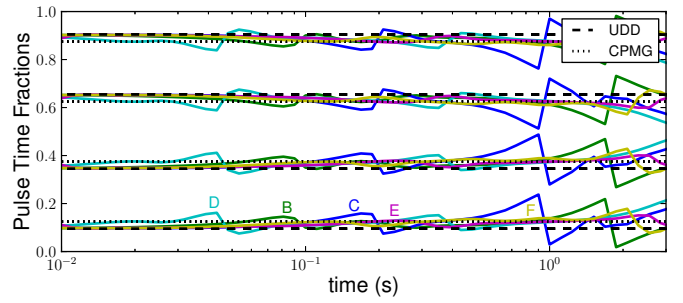 Pulse Time Fractions
1.0
0.8
0.6
0.4
0.2
0.0
UDD
CPMG
D
B
C
E
F
10^-2
10^-1
10^0
time (s)